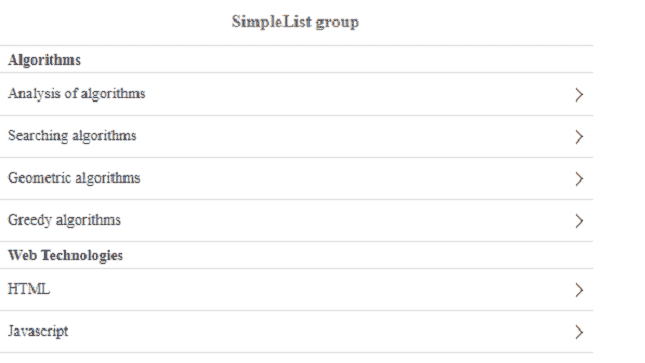 SimpleList group
Algorithms
Analysis of algorithms
Searching algorithms
Geometric algorithms
Greedy algorithms
Web Technologies
HTML
Javascript